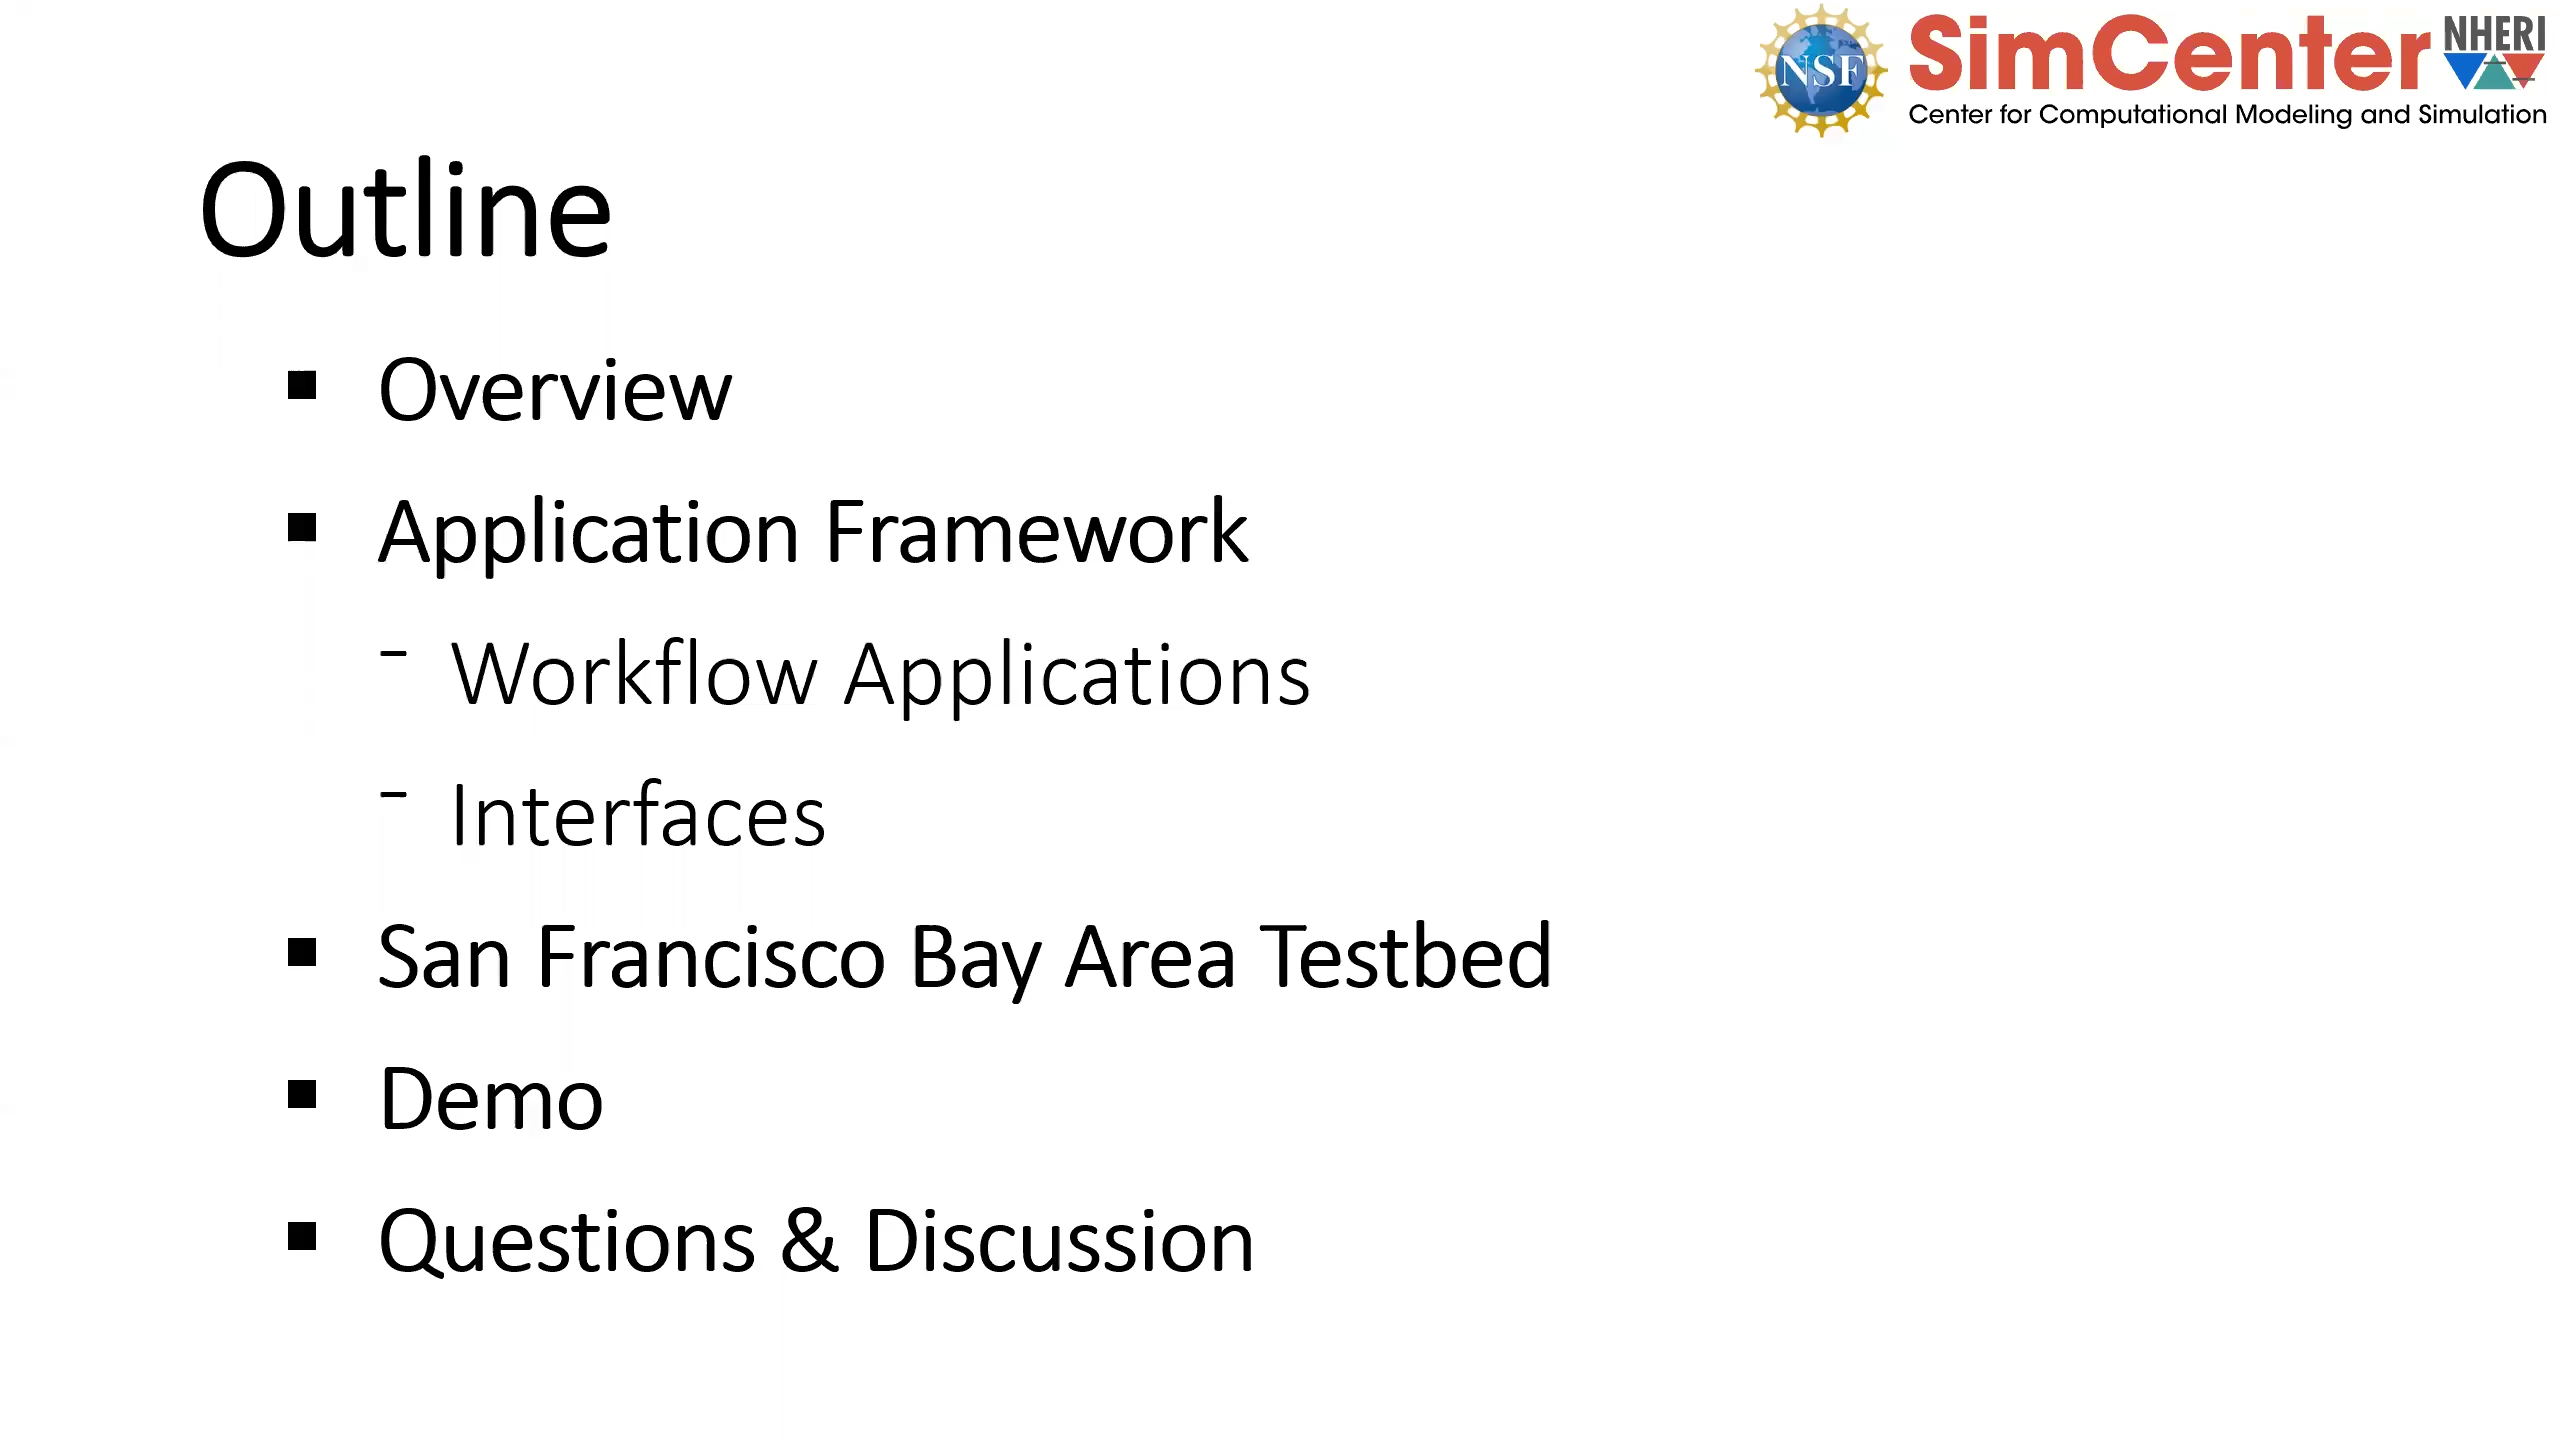 NSF
SimCenter NHERI
Center for Computational Modeling and Simulation
Outline
▪ Overview
▪ Application Framework
- Workflow Applications
- Interfaces
▪ San Francisco Bay Area Testbed
▪ Demo
▪ Questions & Discussion